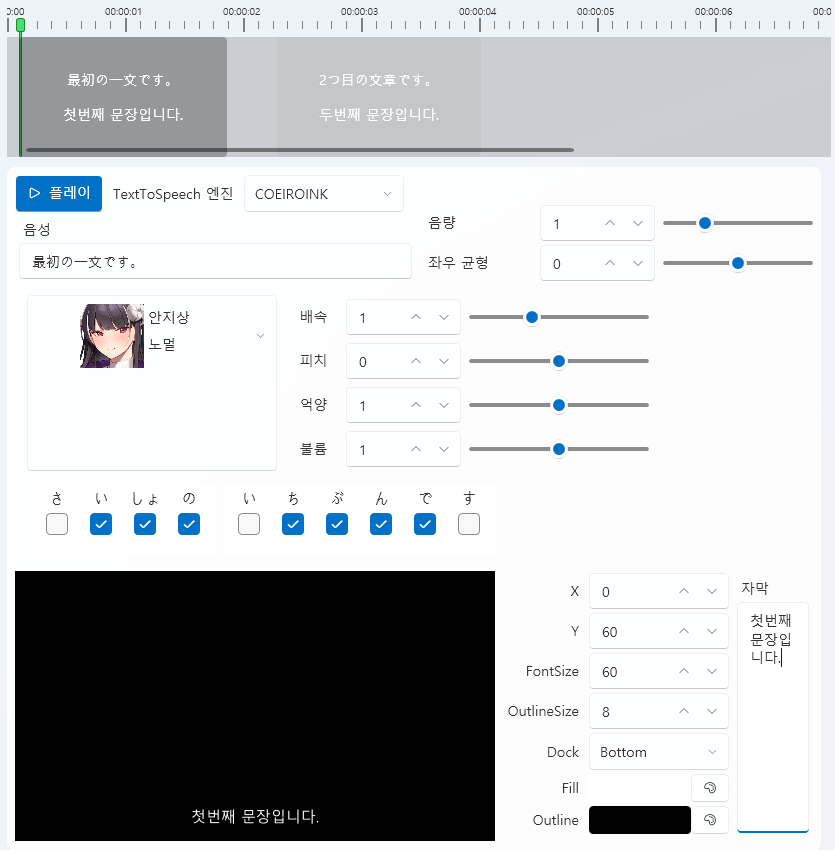 0:00 00:00:01 00:00:02 00:00:03 00:00:04 00:00:05 00:00:06 00:0
最初の一文です。 2つ目の文章です。
첫번째 문장입니다. 두번째 문장입니다.
플레이 TextToSpeech 엔진 COEIROINK
음성
最初の一文です。
음량 1
좌우 균형 0
안지상
노멀
배속 1
피치 0
억양 1
볼륨 1
さ い しょ の い ち ぶ ん で す
X 0
Y 60
FontSize 60
OutlineSize 8
Dock Bottom
Fill
Outline
자막
첫번째
문장입
니다.
첫번째 문장입니다.